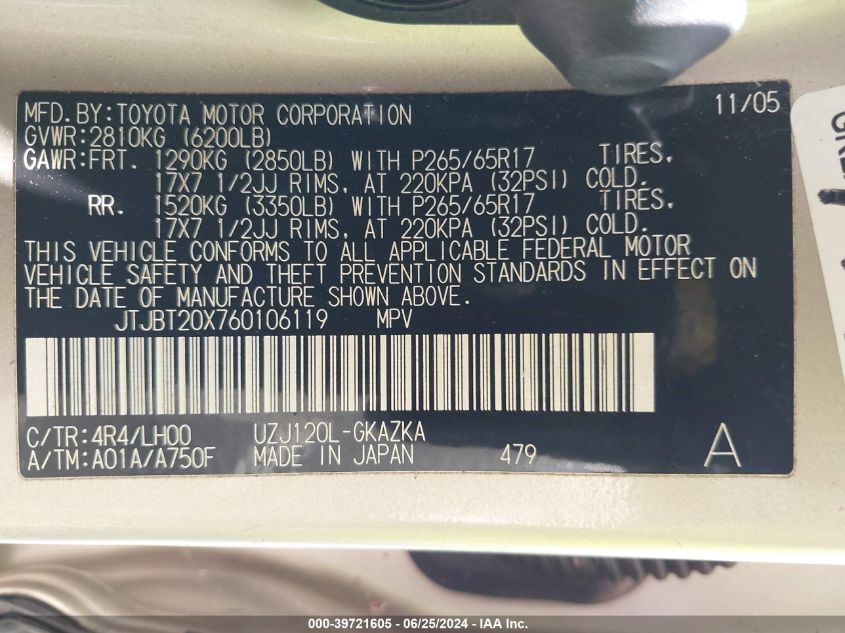 MFD.BY:TOYOTA MOTOR CORPORATION 11/05
GVWR:2810KG (6200LB)
GAWR:FRT. 1290KG (2850LB) WITH P265/65R17 TIRES,
17X7 1/2JJ RIMS, AT 220KPA (32PSI) COLD.
RR. 1520KG (3350LB) WITH P265/65R17 TIRES,
17X7 1/2JJ RIMS, AT 220KPA (32PSI) COLD.
THIS VEHICLE CONFORMS TO ALL APPLICABLE FEDERAL MOTOR
VEHICLE SAFETY AND THEFT PREVENTION STANDARDS IN EFFECT ON
THE DATE OF MANUFACTURE SHOWN ABOVE.
JTJBT20X760106119 MPV
C/TR:4R4/LH00 UZJ120L-GKAZKA
A/TM:A01A/A750F MADE IN JAPAN 479 A
000-39721605 / 06/25/2024 / IAA Inc.